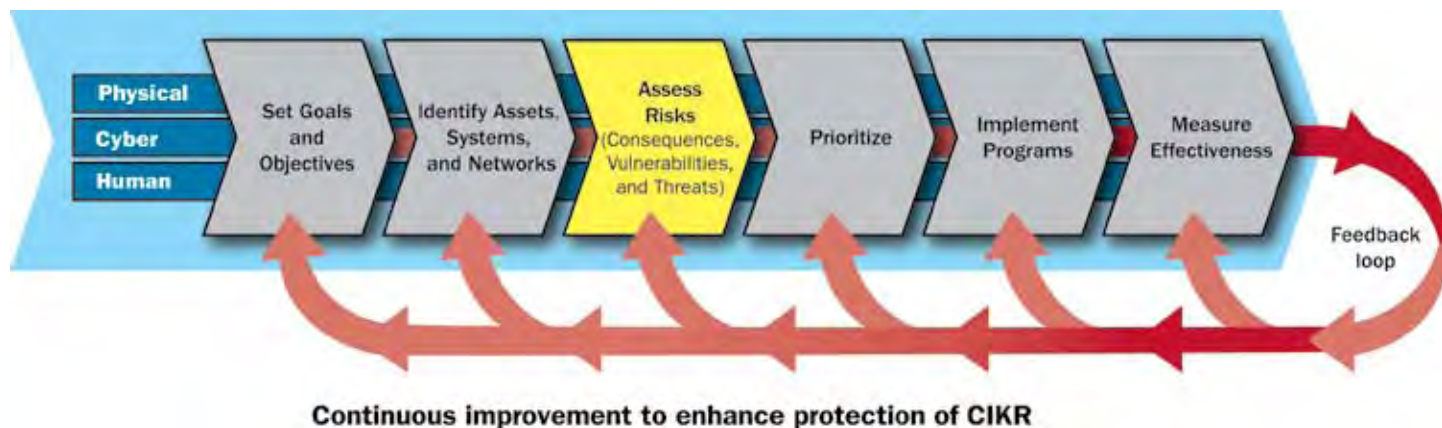 Physical
Cyber
Human
Set Goals
and
Objectives
Identify Assets,
Systems,
and Networks
Assess
Risks
(Consequences,
Vulnerabilities,
and Threats)
Prioritize
Implement
Programs
Measure
Effectiveness
Feedback
loop
Continuous improvement to enhance protection of CIKR